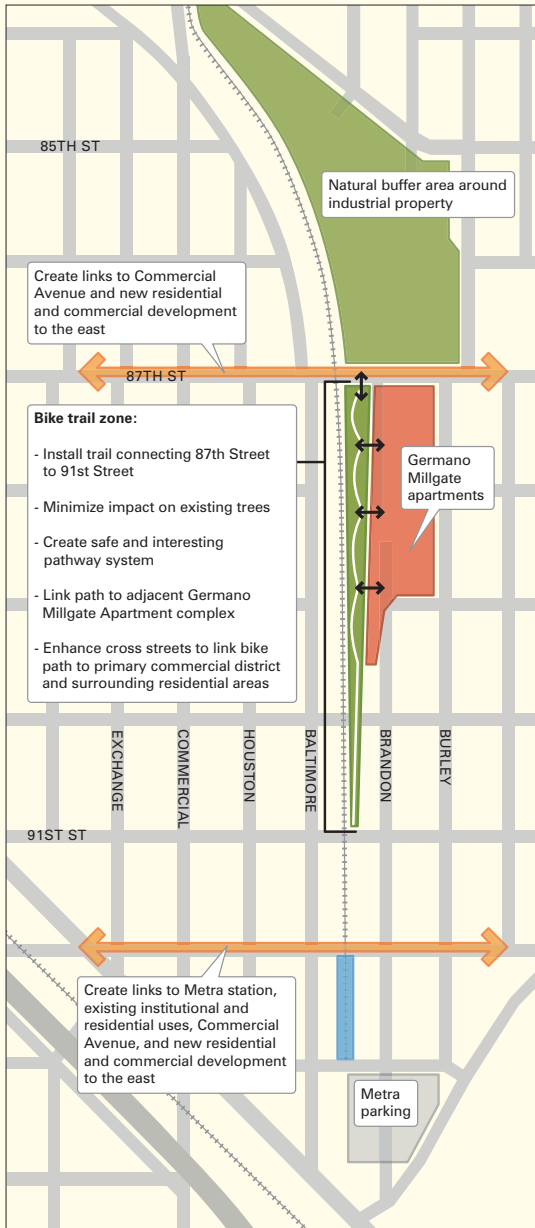 85TH ST
Natural buffer area around
industrial property
Create links to Commercial
Avenue and new residential
and commercial development
to the east
87TH ST
Bike trail zone:
- Install trail connecting 87th Street
to 91st Street
- Minimize impact on existing trees
- Create safe and interesting
pathway system
- Link path to adjacent Germano
Millgate Apartment complex
- Enhance cross streets to link bike
path to primary commercial district
and surrounding residential areas
Germano
Millgate
apartments
EXCHANGE
COMMERCIAL
HOUSTON
BALTIMORE
BRANDON
BURLEY
91ST ST
Create links to Metra station,
existing institutional and
residential uses, Commercial
Avenue, and new residential
and commercial development
to the east
Metra
parking